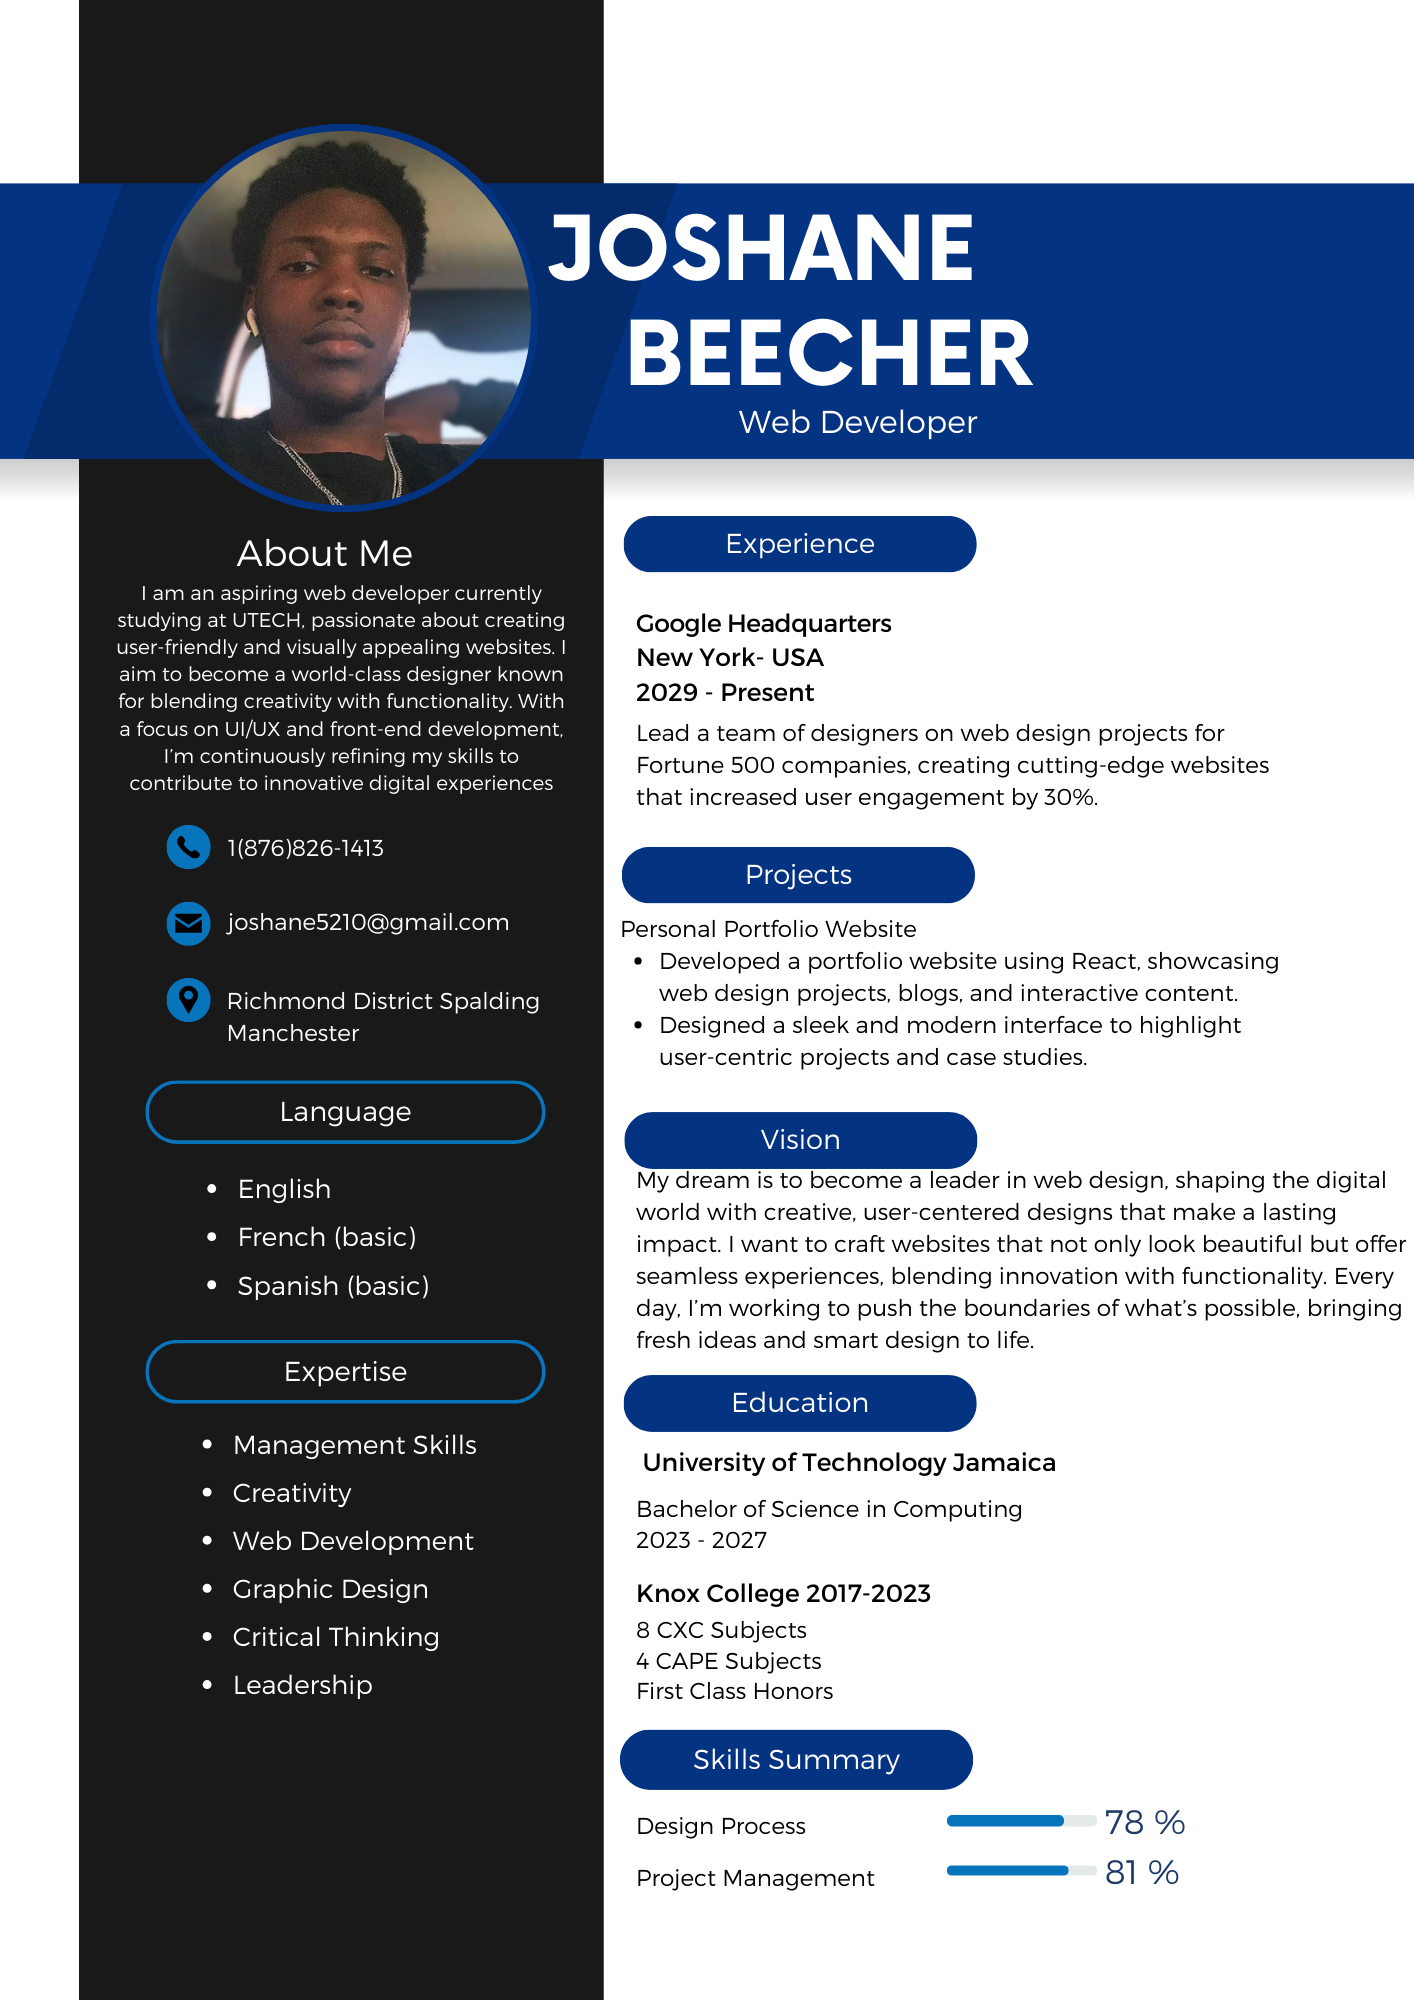 JOSHANE
BEECHER
Web Developer
About Me
I am an aspiring web developer currently
studying at UTECH, passionate about creating
user-friendly and visually appealing websites. I
aim to become a world-class designer known
for blending creativity with functionality. With
a focus on UI/UX and front-end development,
I’m continuously refining my skills to
contribute to innovative digital experiences
1(876)826-1413
joshane5210@gmail.com
Richmond District Spalding
Manchester
Language
• English
• French (basic)
• Spanish (basic)
Expertise
• Management Skills
• Creativity
• Web Development
• Graphic Design
• Critical Thinking
• Leadership
Experience
Google Headquarters
New York- USA
2029 - Present
Lead a team of designers on web design projects for
Fortune 500 companies, creating cutting-edge websites
that increased user engagement by 30%.
Projects
Personal Portfolio Website
• Developed a portfolio website using React, showcasing
web design projects, blogs, and interactive content.
• Designed a sleek and modern interface to highlight
user-centric projects and case studies.
Vision
My dream is to become a leader in web design, shaping the digital
world with creative, user-centered designs that make a lasting
impact. I want to craft websites that not only look beautiful but offer
seamless experiences, blending innovation with functionality. Every
day, I’m working to push the boundaries of what’s possible, bringing
fresh ideas and smart design to life.
Education
University of Technology Jamaica
Bachelor of Science in Computing
2023 - 2027
Knox College 2017-2023
8 CXC Subjects
4 CAPE Subjects
First Class Honors
Skills Summary
Design Process 78 %
Project Management 81 %